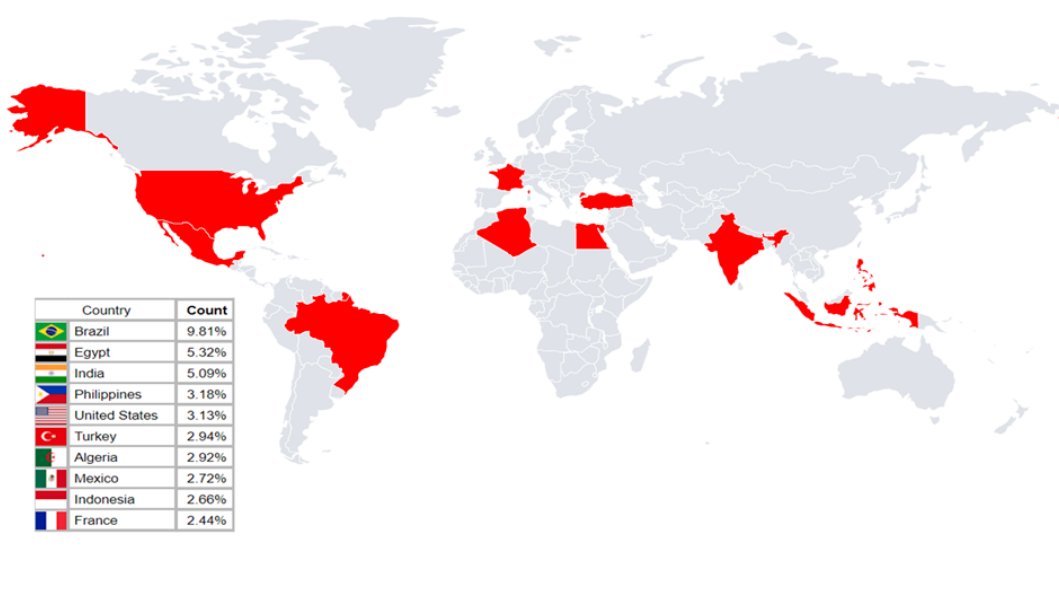 Country Count
Brazil 9.81%
Egypt 5.32%
India 5.09%
Philippines 3.18%
United States 3.13%
Turkey 2.94%
Algeria 2.92%
Mexico 2.72%
Indonesia 2.66%
France 2.44%